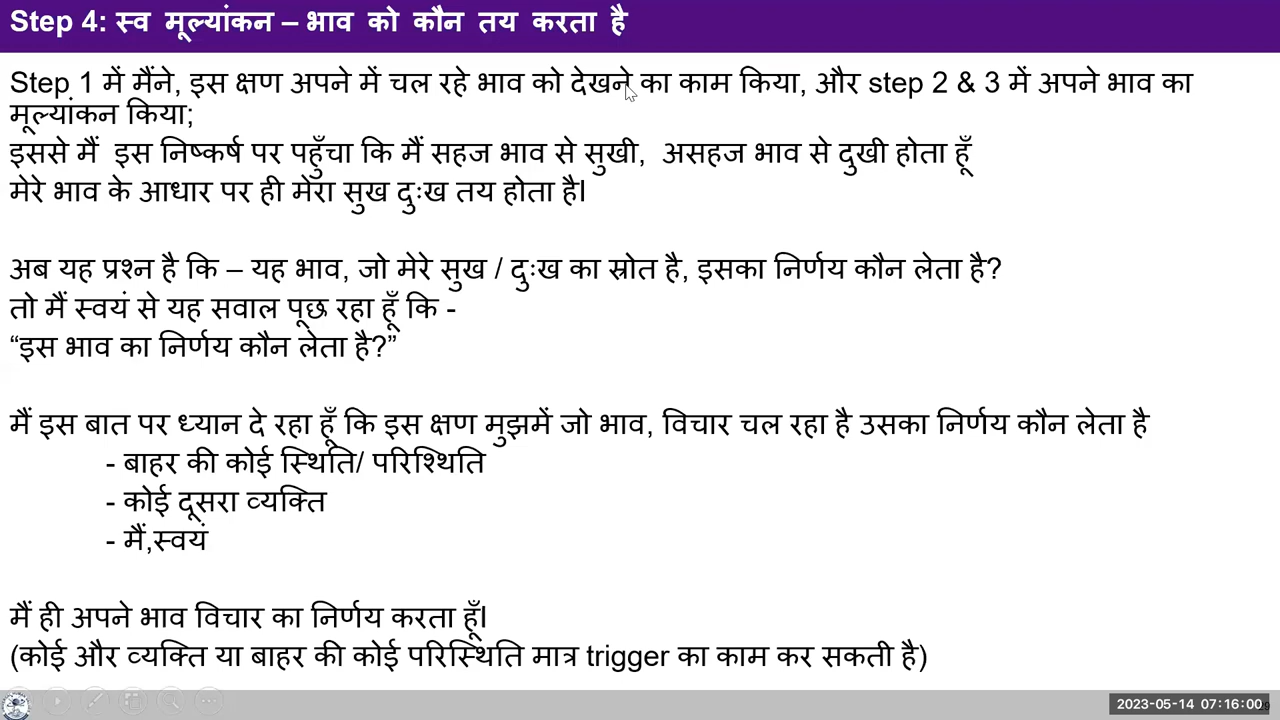 Step 4: स्व मूल्यांकन – भाव को कौन तय करता है
Step 1 में मैंने, इस क्षण अपने में चल रहे भाव को देखने का काम किया, और step 2 & 3 में अपने भाव का
मूल्यांकन किया;
इससे मैं इस निष्कर्ष पर पहुँचा कि मैं सहज भाव से सुखी, असहज भाव से दुखी होता हूँ
मेरे भाव के आधार पर ही मेरा सुख दुःख तय होता है।
अब यह प्रश्न है कि – यह भाव, जो मेरे सुख / दुःख का स्रोत है, इसका निर्णय कौन लेता है?
तो मैं स्वयं से यह सवाल पूछ रहा हूँ कि -
“इस भाव का निर्णय कौन लेता है?”
मैं इस बात पर ध्यान दे रहा हूँ कि इस क्षण मुझमें जो भाव, विचार चल रहा है उसका निर्णय कौन लेता है
- बाहर की कोई स्थिति/ परिश्थिति
- कोई दूसरा व्यक्ति
- मैं,स्वयं
मैं ही अपने भाव विचार का निर्णय करता हूँ।
(कोई और व्यक्ति या बाहर की कोई परिस्थिति मात्र trigger का काम कर सकती है)
2023-05-14 07:16:00